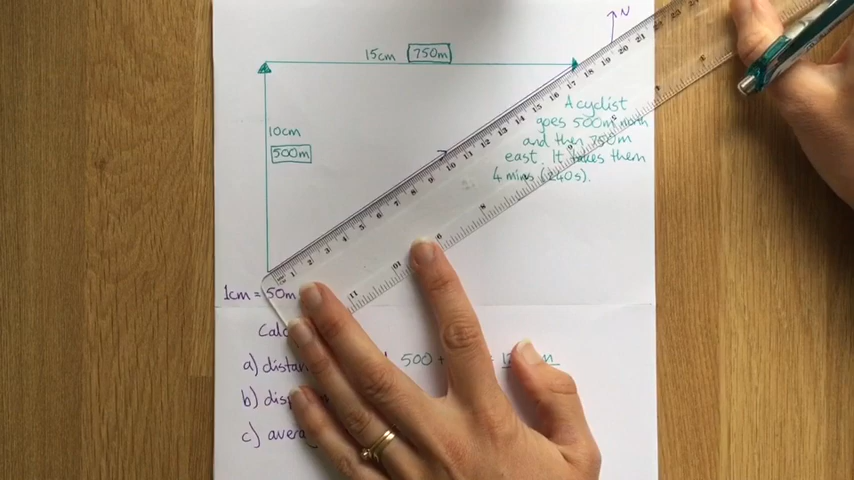 N
15cm 750m
10cm
500m
A cyclist
goes 500m north
and then 750m
east. It takes them
4 mins (240s).
1cm = 50m
Calc
a) distan 500 +
b) disp
c) avera